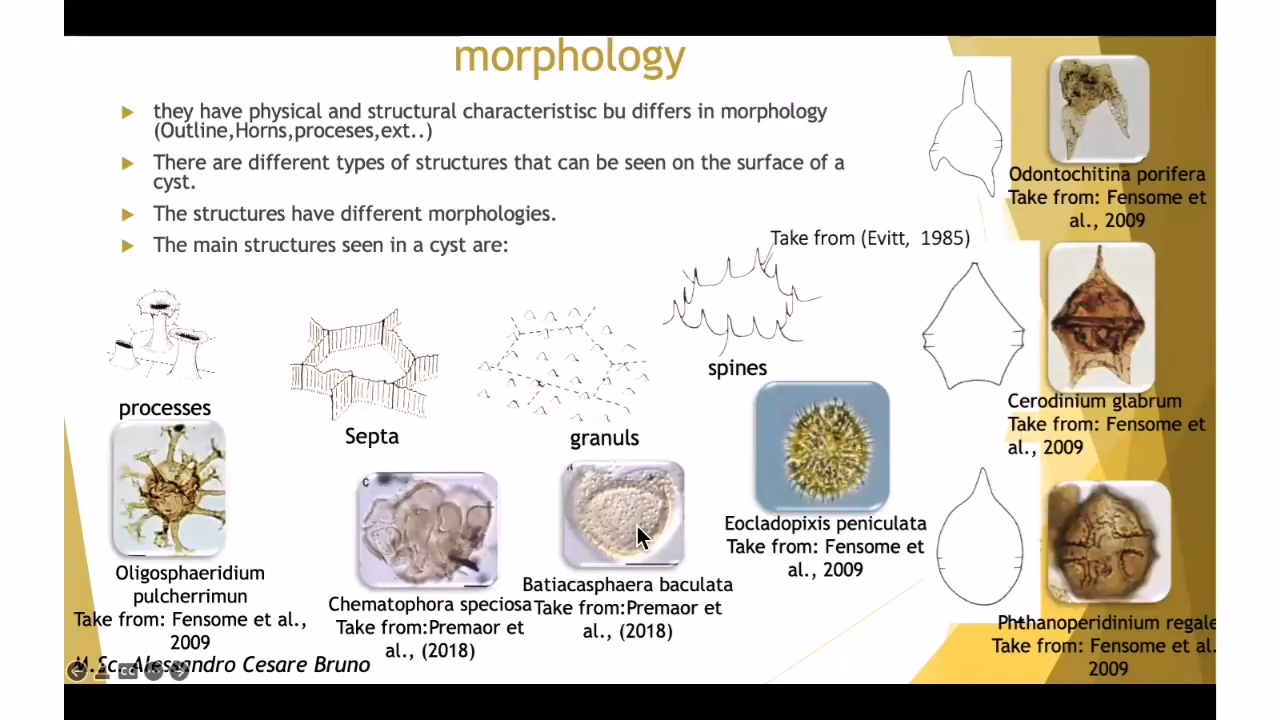 morphology
they have physical and structural characteristisc bu differs in morphology
(Outline,Horns,proceses,ext..)
There are different types of structures that can be seen on the surface of a
cyst.
The structures have different morphologies.
The main structures seen in a cyst are:
Take from (Evitt, 1985)
processes
Septa
granuls
spines
Oligosphaeridium
pulcherrimun
Take from: Fensome et al.,
2009
C
Chematophora speciosa
Take from:Premaor et
al., (2018)
Batiacasphaera baculata
Take from:Premaor et
al., (2018)
Eocladopixis peniculata
Take from: Fensome et
al., 2009
Odontochitina porifera
Take from: Fensome et
al., 2009
Cerodinium glabrum
Take from: Fensome et
al., 2009
Phthanoperidinium regale
Take from: Fensome et al.
2009
M.Sc. Alessandro Cesare Bruno
CC